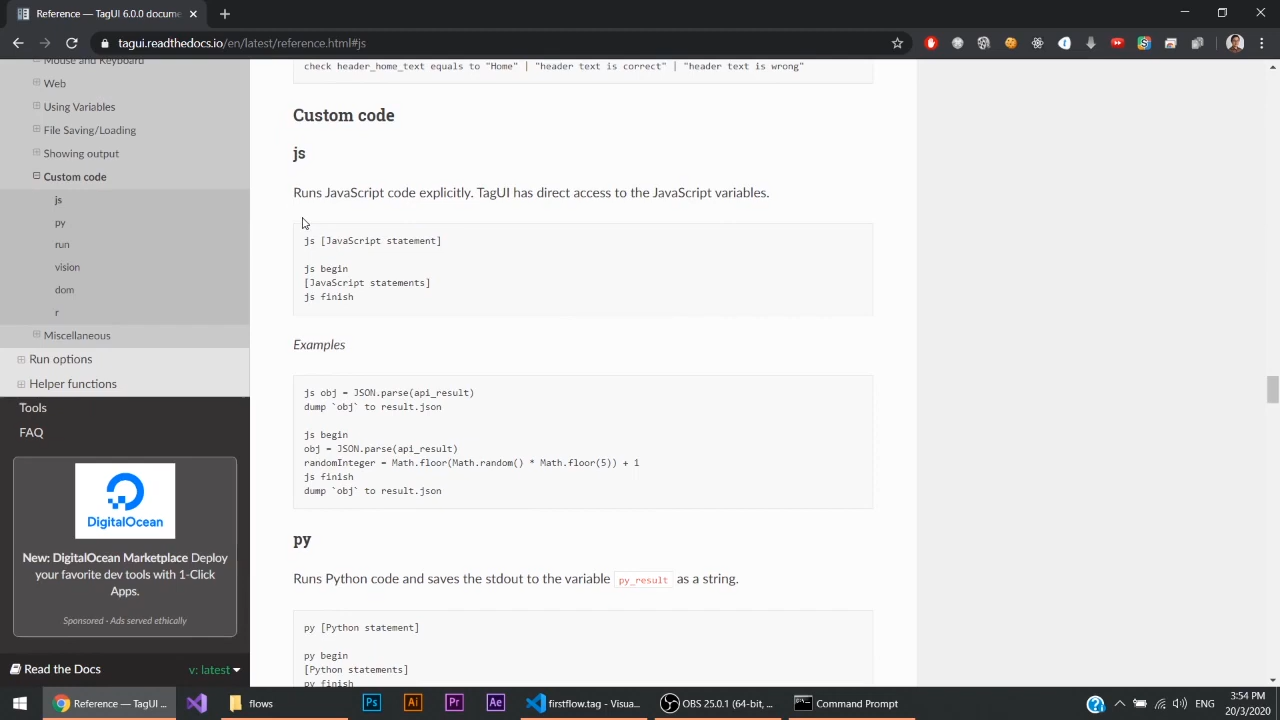 Reference — TagUI 6.0.0 docume
tagui.readthedocs.io/en/latest/reference.html#js
Mouse and Keyboard
Web
Using Variables
File Saving/Loading
Showing output
Custom code
js
py
run
vision
dom
r
Miscellaneous
Run options
Helper functions
Tools
FAQ
DigitalOcean
New: DigitalOcean Marketplace Deploy
your favorite dev tools with 1-Click
Apps.
Sponsored · Ads served ethically
Read the Docs
v: latest
check header_home_text equals to "Home" | "header text is correct" | "header text is wrong"
Custom code
js
Runs JavaScript code explicitly. TagUI has direct access to the JavaScript variables.
js [JavaScript statement]
js begin
[JavaScript statements]
js finish
Examples
js obj = JSON.parse(api_result)
dump `obj` to result.json
js begin
obj = JSON.parse(api_result)
randomInteger = Math.floor(Math.random() * Math.floor(5)) + 1
js finish
dump `obj` to result.json
py
Runs Python code and saves the stdout to the variable py_result as a string.
py [Python statement]
py begin
[Python statements]
py finish
Reference — TagUI ...
flows
Ps
Ai
Pr
Ae
firstflow.tag - Visua...
OBS 25.0.1 (64-bit, ...
Command Prompt
ENG
3:54 PM
20/3/2020